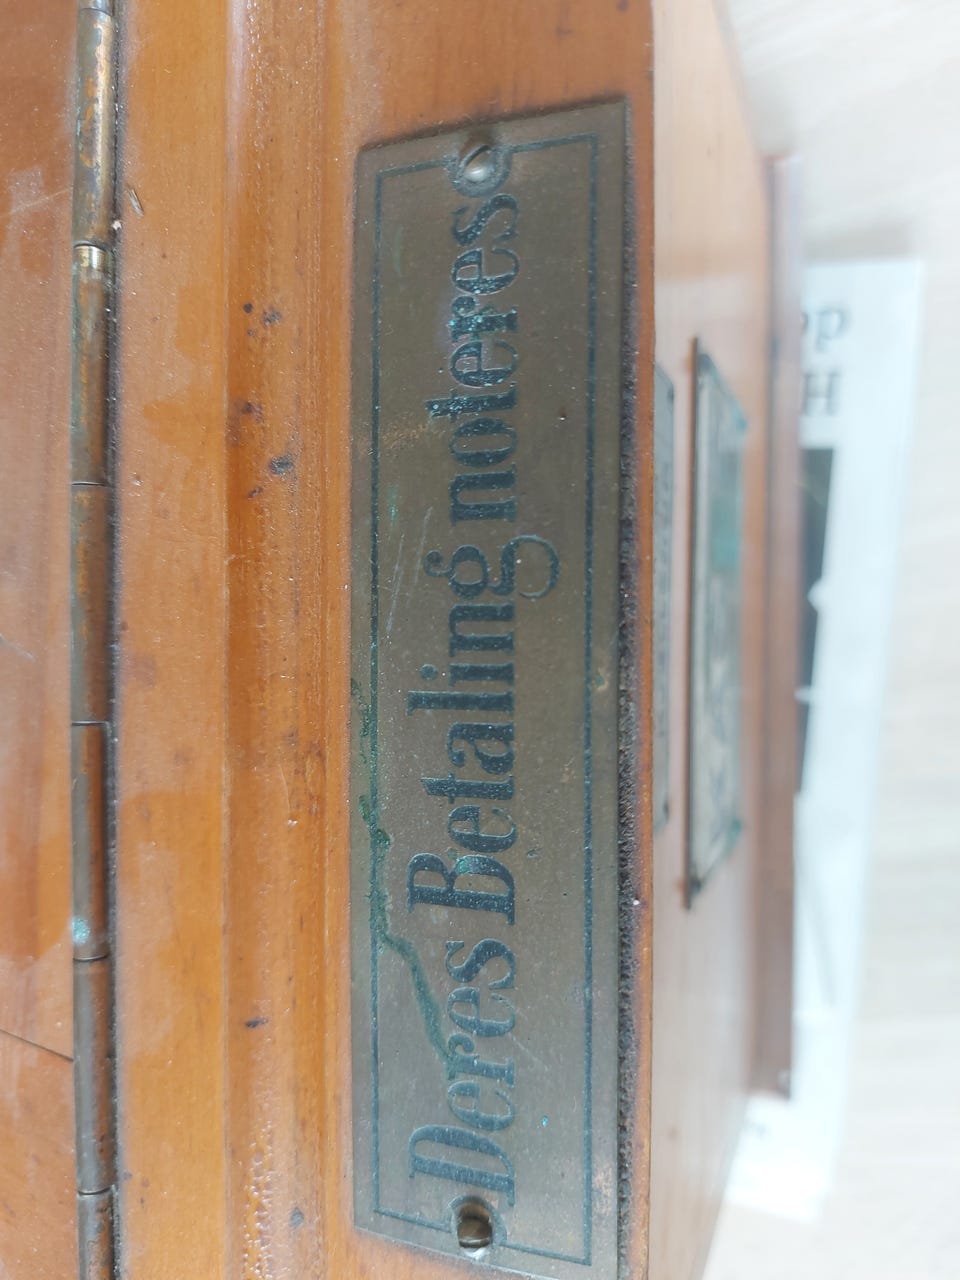 Deres Betaling noteres